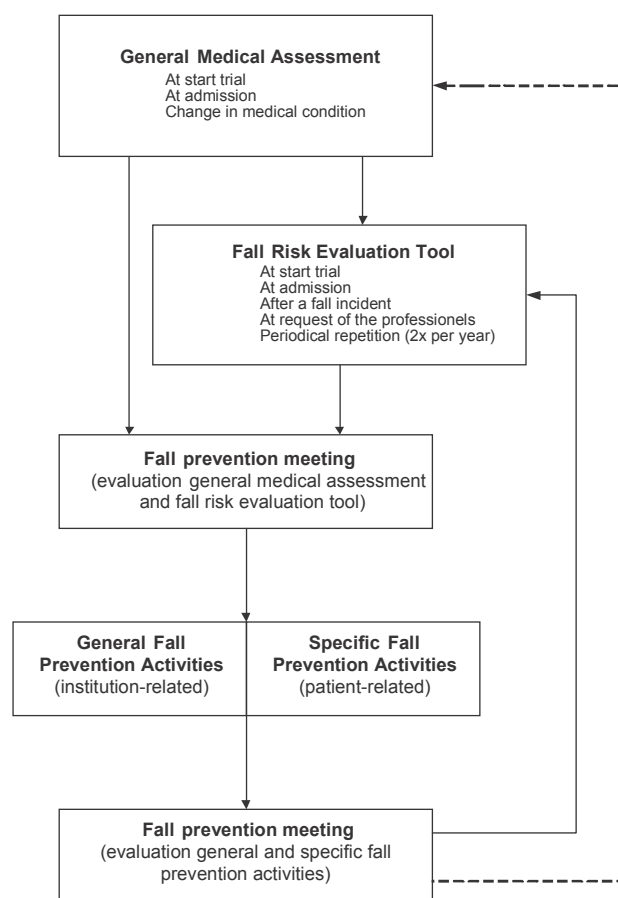 General Medical Assessment
At start trial
At admission
Change in medical condition
Fall Risk Evaluation Tool
At start trial
At admission
After a fall incident
At request of the professionels
Periodical repetition (2x per year)
Fall prevention meeting
(evaluation general medical assessment
and fall risk evaluation tool)
General Fall
Prevention Activities
(institution-related)
Specific Fall
Prevention Activities
(patient-related)
Fall prevention meeting
(evaluation general and specific fall
prevention activities)